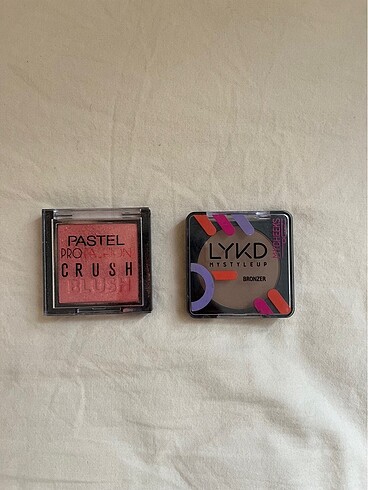 PASTEL
PROFASHION
CRUSH
BLUSH
LYKD
MYSTYLEUP
BRONZER